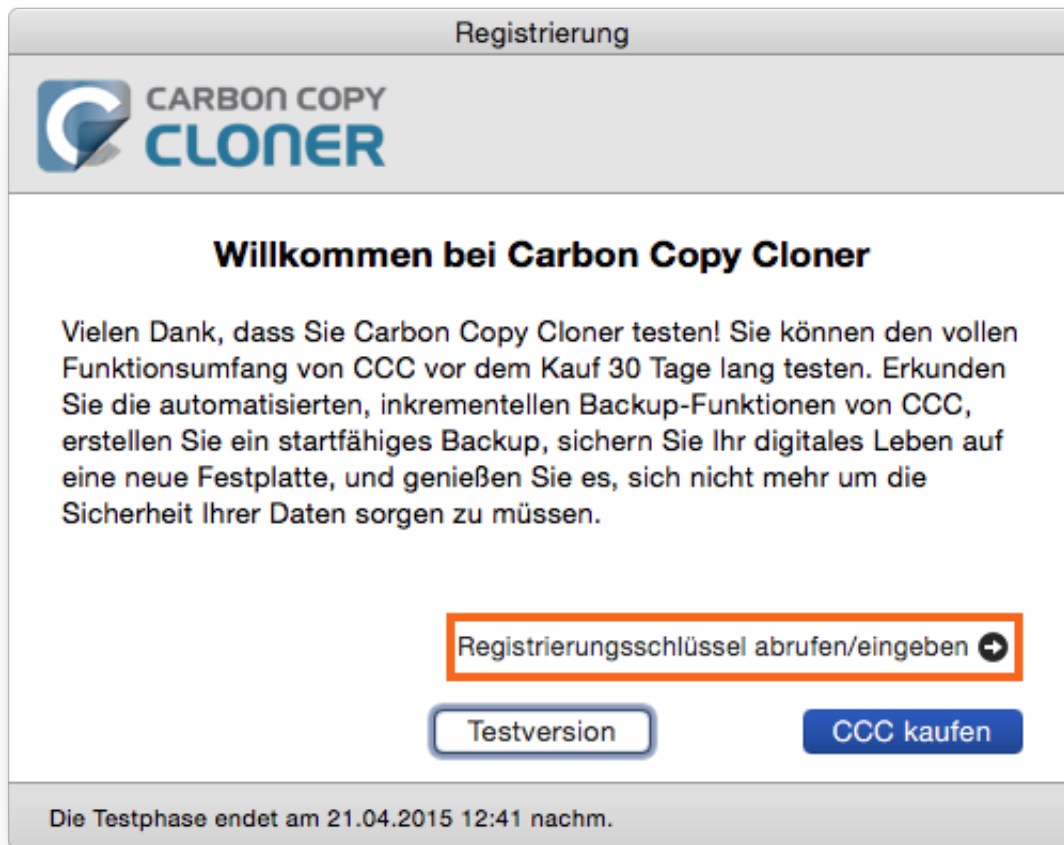 Registrierung
CARBON COPY
CLONER
Willkommen bei Carbon Copy Cloner
Vielen Dank, dass Sie Carbon Copy Cloner testen! Sie können den vollen
Funktionsumfang von CCC vor dem Kauf 30 Tage lang testen. Erkunden
Sie die automatisierten, inkrementellen Backup-Funktionen von CCC,
erstellen Sie ein startfähiges Backup, sichern Sie Ihr digitales Leben auf
eine neue Festplatte, und genießen Sie es, sich nicht mehr um die
Sicherheit Ihrer Daten sorgen zu müssen.
Registrierungsschlüssel abrufen/eingeben
Testversion CCC kaufen
Die Testphase endet am 21.04.2015 12:41 nachm.